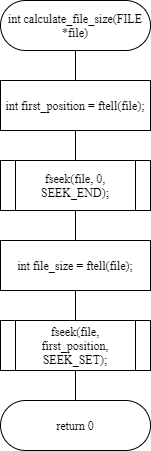 int calculate_file_size(FILE
*file)
int first_position = ftell(file);
fseek(file, 0,
SEEK_END);
int file_size = ftell(file);
fseek(file,
first_position,
SEEK_SET);
return 0